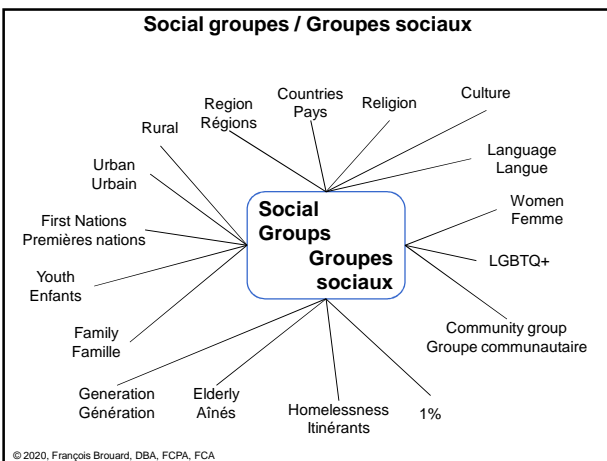 Social groupes / Groupes sociaux
Countries
Pays
Region
Régions
Religion
Culture
Rural
Language
Langue
Urban
Urbain
Women
Femme
Social
Groups
Groupes
sociaux
First Nations
Premières nations
LGBTQ+
Youth
Enfants
Community group
Groupe communautaire
Family
Famille
Generation
Génération
Elderly
Aînés
Homelessness
Itinérants
1%
© 2020, François Brouard, DBA, FCPA, FCA